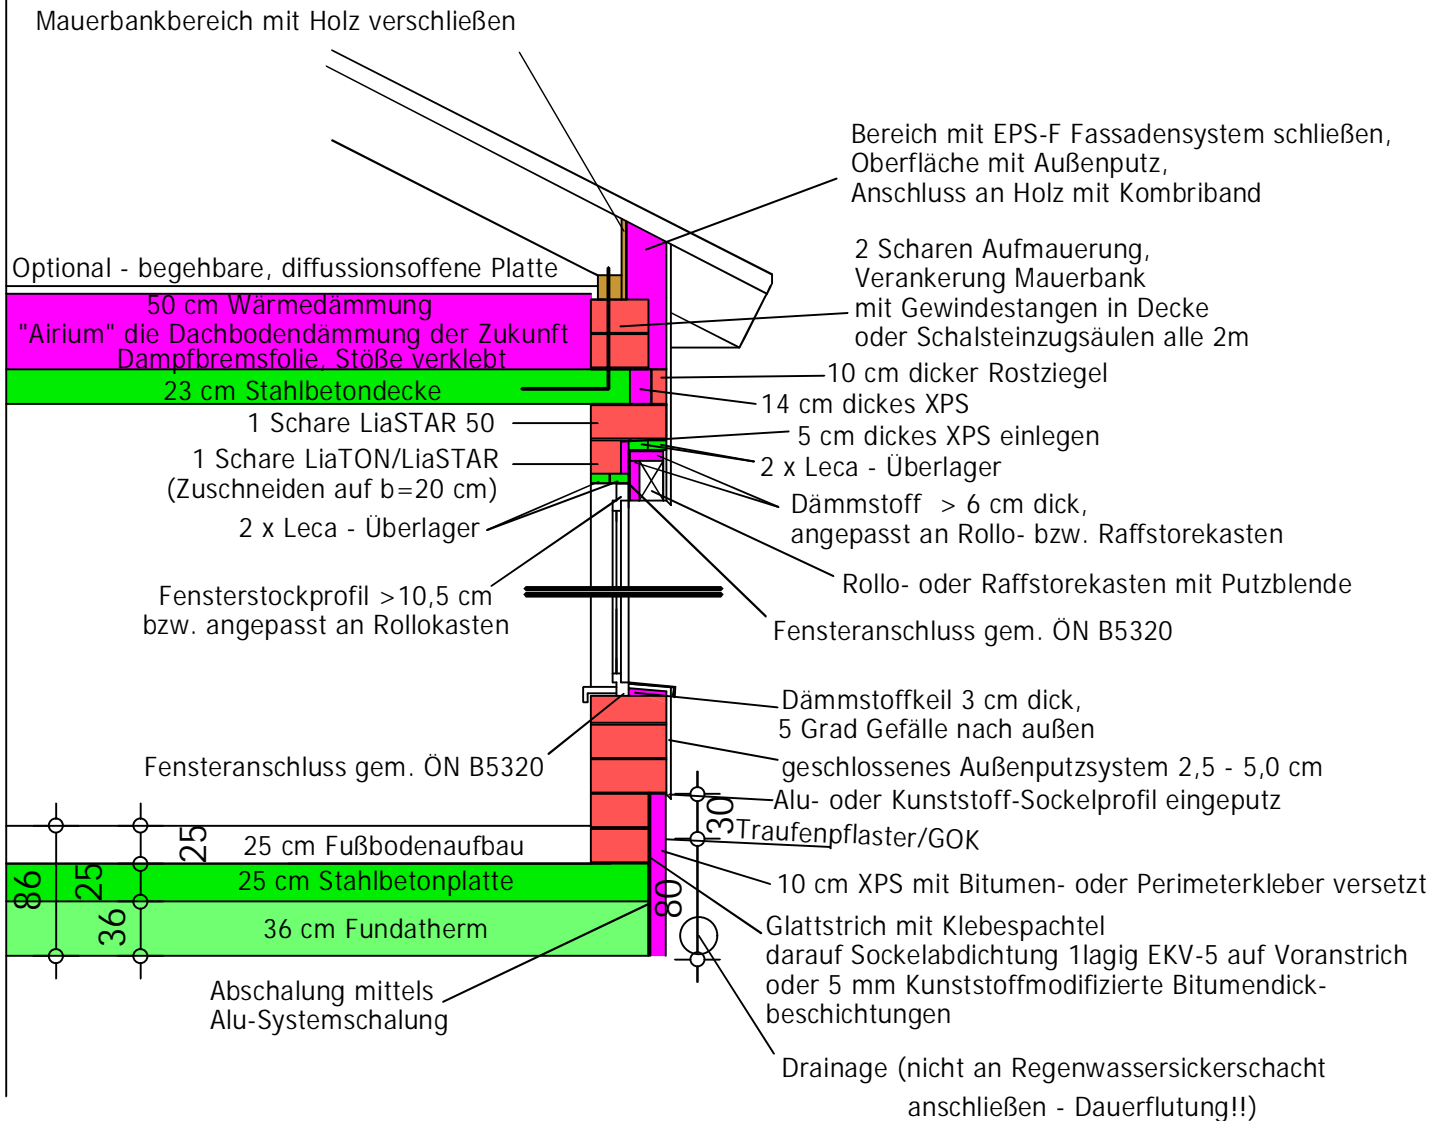 Mauerbankbereich mit Holz verschließen
Bereich mit EPS-F Fassadensystem schließen,
Oberfläche mit Außenputz,
Anschluss an Holz mit Kombriband
2 Scharen Aufmauerung,
Verankerung Mauerbank
mit Gewindestangen in Decke
oder Schalsteinzugsäulen alle 2m
Optional - begehbare, diffussionsoffene Platte
50 cm Wärmedämmung
"Airium" die Dachbodendämmung der Zukunft
Dampfbremsfolie, Stöße verklebt
23 cm Stahlbetondecke
10 cm dicker Rostziegel
14 cm dickes XPS
1 Schare LiaSTAR 50
5 cm dickes XPS einlegen
1 Schare LiaTON/LiaSTAR
(Zuschneiden auf b=20 cm)
2 x Leca - Überlager
2 x Leca - Überlager
Dämmstoff > 6 cm dick,
angepasst an Rollo- bzw. Raffstorekasten
Rollo- oder Raffstorekasten mit Putzblende
Fensterstockprofil >10,5 cm
bzw. angepasst an Rollokasten
Fensteranschluss gem. ÖN B5320
Dämmstoffkeil 3 cm dick,
5 Grad Gefälle nach außen
Fensteranschluss gem. ÖN B5320
geschlossenes Außenputzsystem 2,5 - 5,0 cm
Alu- oder Kunststoff-Sockelprofil eingeputz
30
Traufenpflaster/GOK
25
25 cm Fußbodenaufbau
86
25
25 cm Stahlbetonplatte
80
10 cm XPS mit Bitumen- oder Perimeterkleber versetzt
36
36 cm Fundatherm
Glattstrich mit Klebespachtel
darauf Sockelabdichtung 1lagig EKV-5 auf Voranstrich
oder 5 mm Kunststoffmodifizierte Bitumendick-
beschichtungen
Abschalung mittels
Alu-Systemschalung
Drainage (nicht an Regenwassersickerschacht
anschließen - Dauerflutung!!)